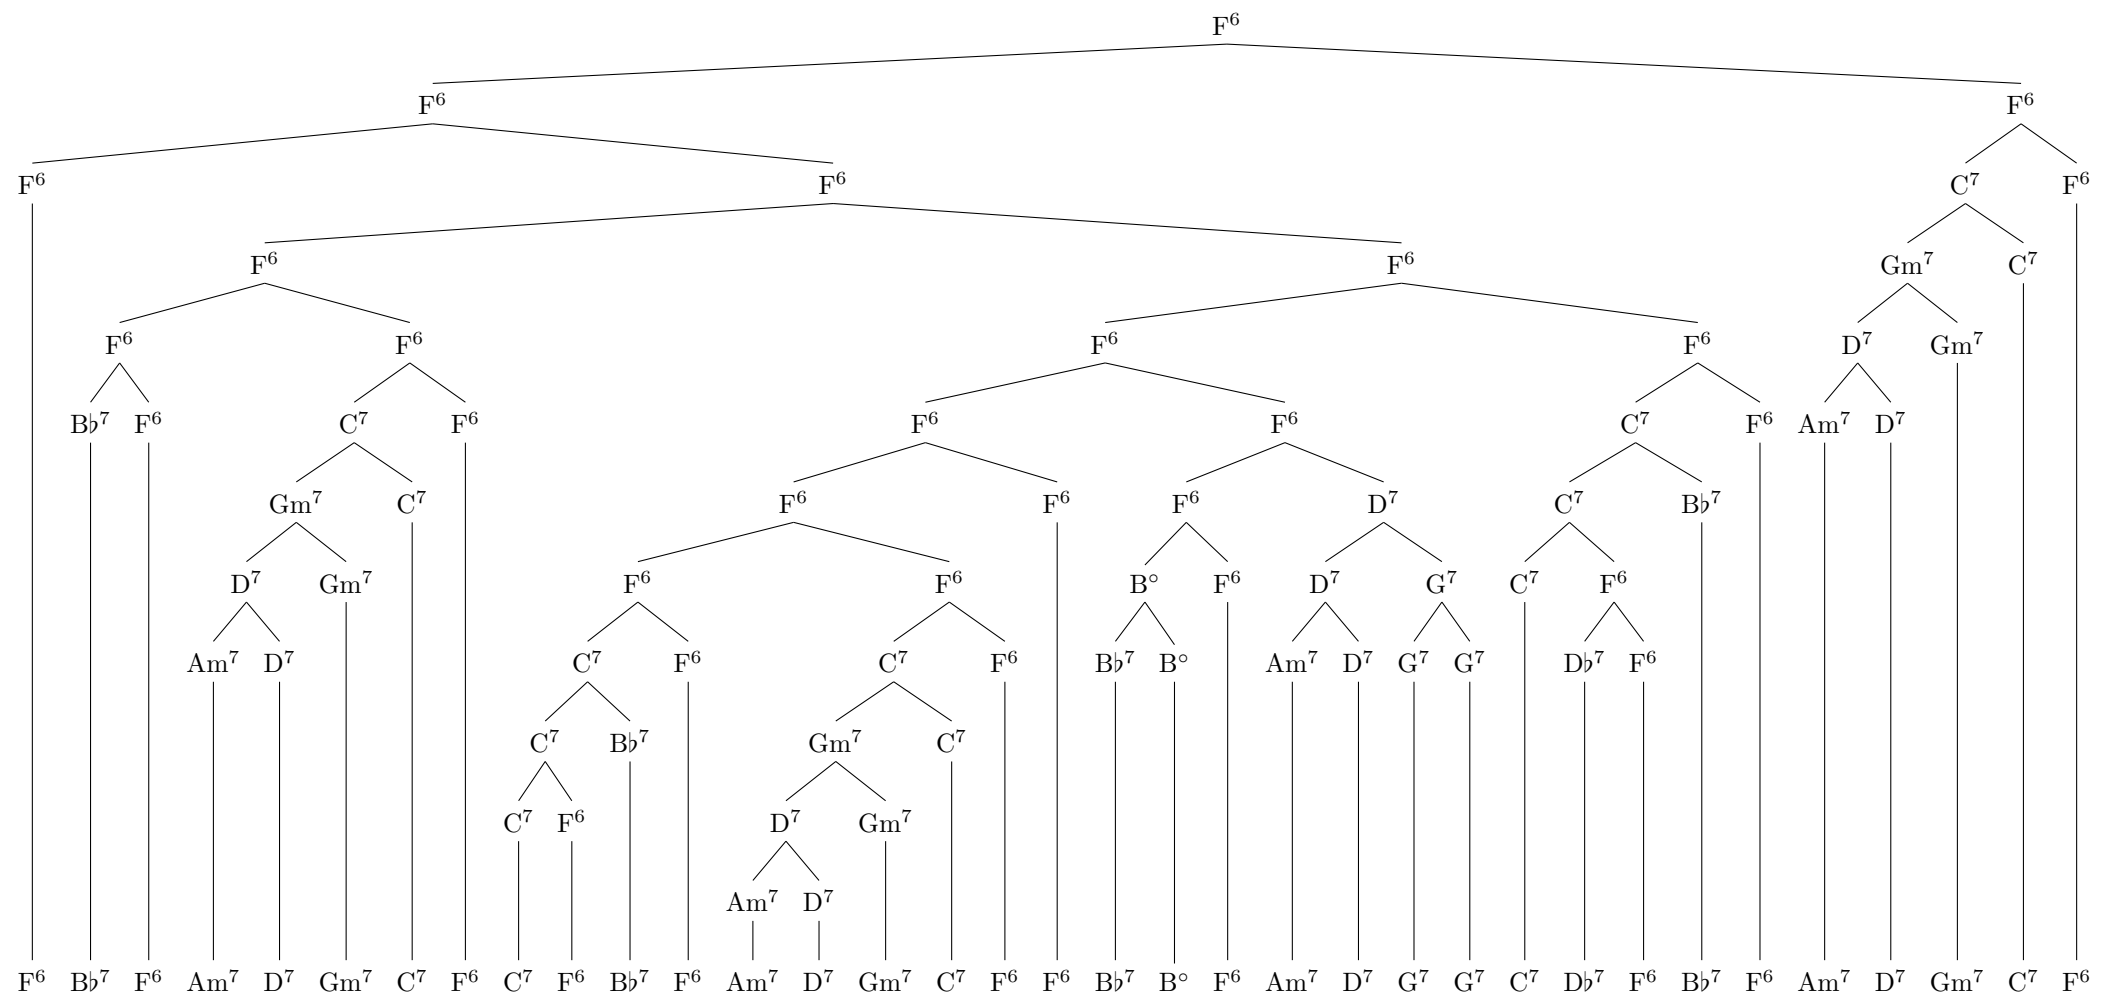 F⁶
F⁶ F⁶
F⁶ F⁶ C⁷ F⁶
F⁶ F⁶ Gm⁷ C⁷
F⁶ F⁶ F⁶ F⁶ D⁷ Gm⁷
B♭⁷ F⁶ C⁷ F⁶ F⁶ F⁶ C⁷ F⁶ Am⁷ D⁷
Gm⁷ C⁷ F⁶ F⁶ F⁶ D⁷ C⁷ B♭⁷
D⁷ Gm⁷ F⁶ F⁶ B° F⁶ D⁷ G⁷ C⁷ F⁶
Am⁷ D⁷ C⁷ F⁶ C⁷ F⁶ B♭⁷ B° Am⁷ D⁷ G⁷ G⁷ D♭⁷ F⁶
C⁷ B♭⁷ Gm⁷ C⁷
C⁷ F⁶ D⁷ Gm⁷
Am⁷ D⁷
F⁶ B♭⁷ F⁶ Am⁷ D⁷ Gm⁷ C⁷ F⁶ C⁷ F⁶ B♭⁷ F⁶ Am⁷ D⁷ Gm⁷ C⁷ F⁶ F⁶ B♭⁷ B° F⁶ Am⁷ D⁷ G⁷ G⁷ C⁷ D♭⁷ F⁶ B♭⁷ F⁶ Am⁷ D⁷ Gm⁷ C⁷ F⁶